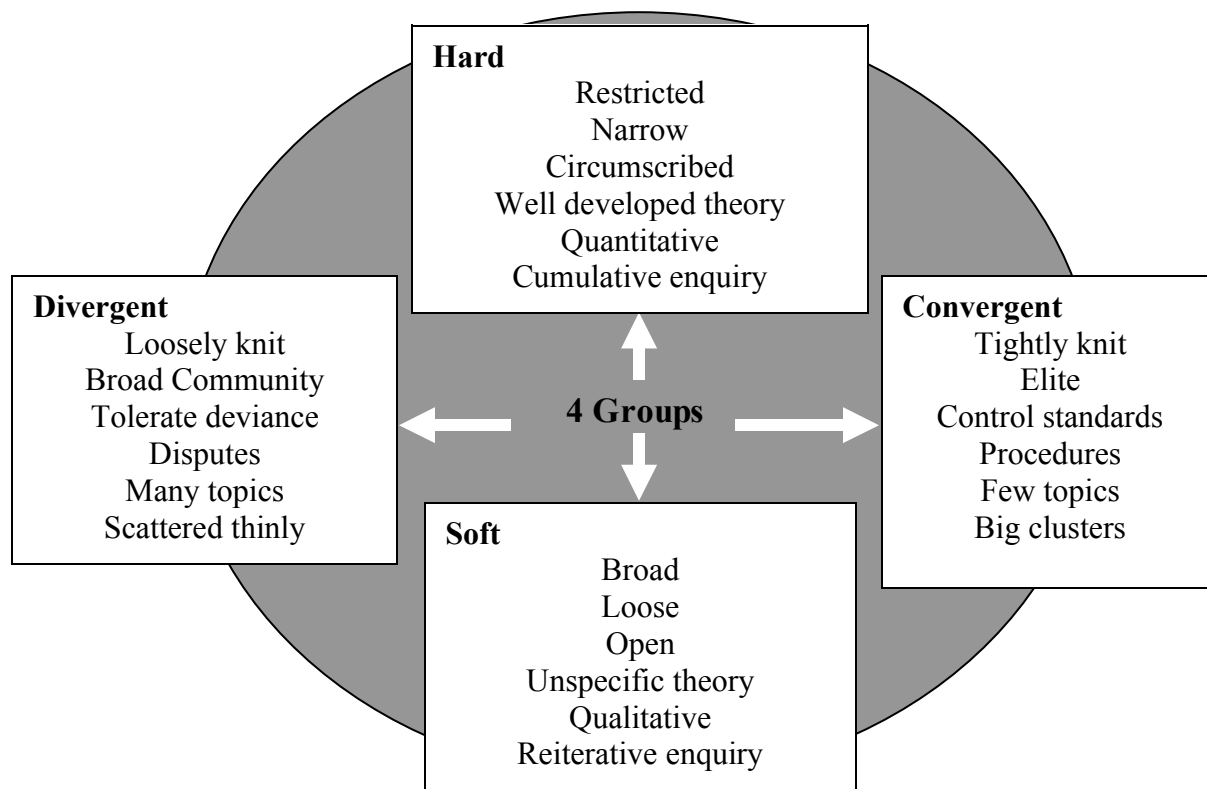 Hard
Restricted
Narrow
Circumscribed
Well developed theory
Quantitative
Cumulative enquiry
Divergent
Loosely knit
Broad Community
Tolerate deviance
Disputes
Many topics
Scattered thinly
4 Groups
Convergent
Tightly knit
Elite
Control standards
Procedures
Few topics
Big clusters
Soft
Broad
Loose
Open
Unspecific theory
Qualitative
Reiterative enquiry